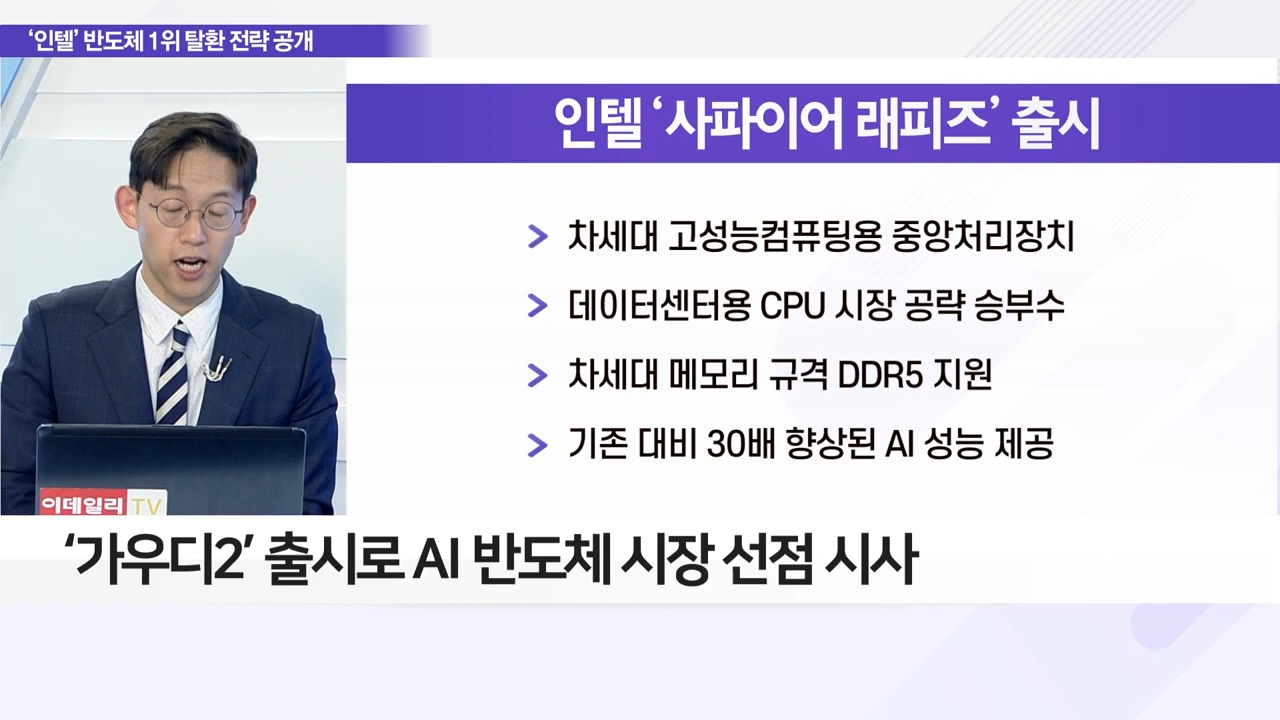 ‘인텔’ 반도체 1위 탈환 전략 공개
인텔 ‘사파이어 래피즈’ 출시
> 차세대 고성능컴퓨팅용 중앙처리장치
> 데이터센터용 CPU 시장 공략 승부수
> 차세대 메모리 규격 DDR5 지원
> 기존 대비 30배 향상된 AI 성능 제공
이데일리 TV
‘가우디2’ 출시로 AI 반도체 시장 선점 시사